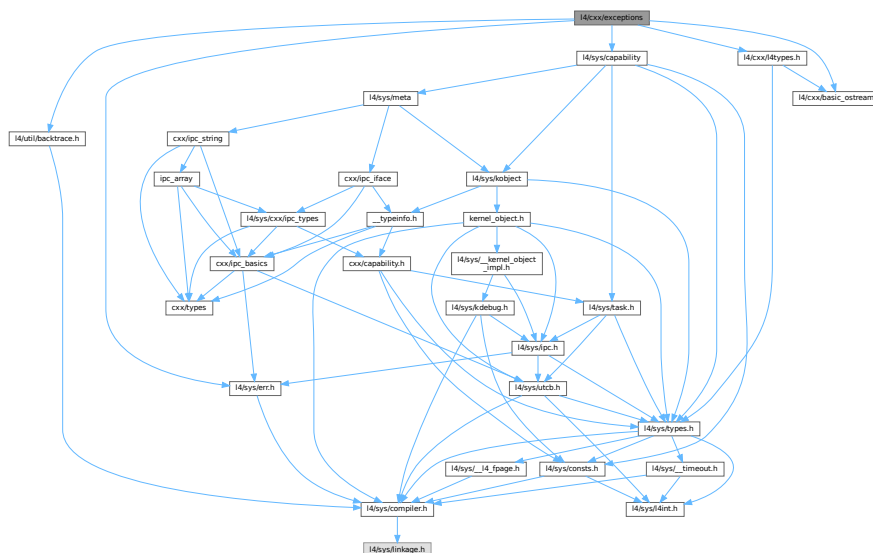 l4/cxx/exceptions
l4/sys/capability
l4/cxx/l4types.h
l4/sys/meta
l4/cxx/basic_ostream
l4/util/backtrace.h
cxx/ipc_string
ipc_array
cxx/ipc_iface
l4/sys/kobject
l4/sys/cxx/ipc_types
__typeinfo.h
kernel_object.h
cxx/ipc_basics
cxx/capability.h
l4/sys/__kernel_object
_impl.h
cxx/types
l4/sys/kdebug.h
l4/sys/task.h
l4/sys/ipc.h
l4/sys/err.h
l4/sys/utcb.h
l4/sys/types.h
l4/sys/__l4_fpage.h
l4/sys/consts.h
l4/sys/__timeout.h
l4/sys/compiler.h
l4/sys/l4int.h
l4/sys/linkage.h